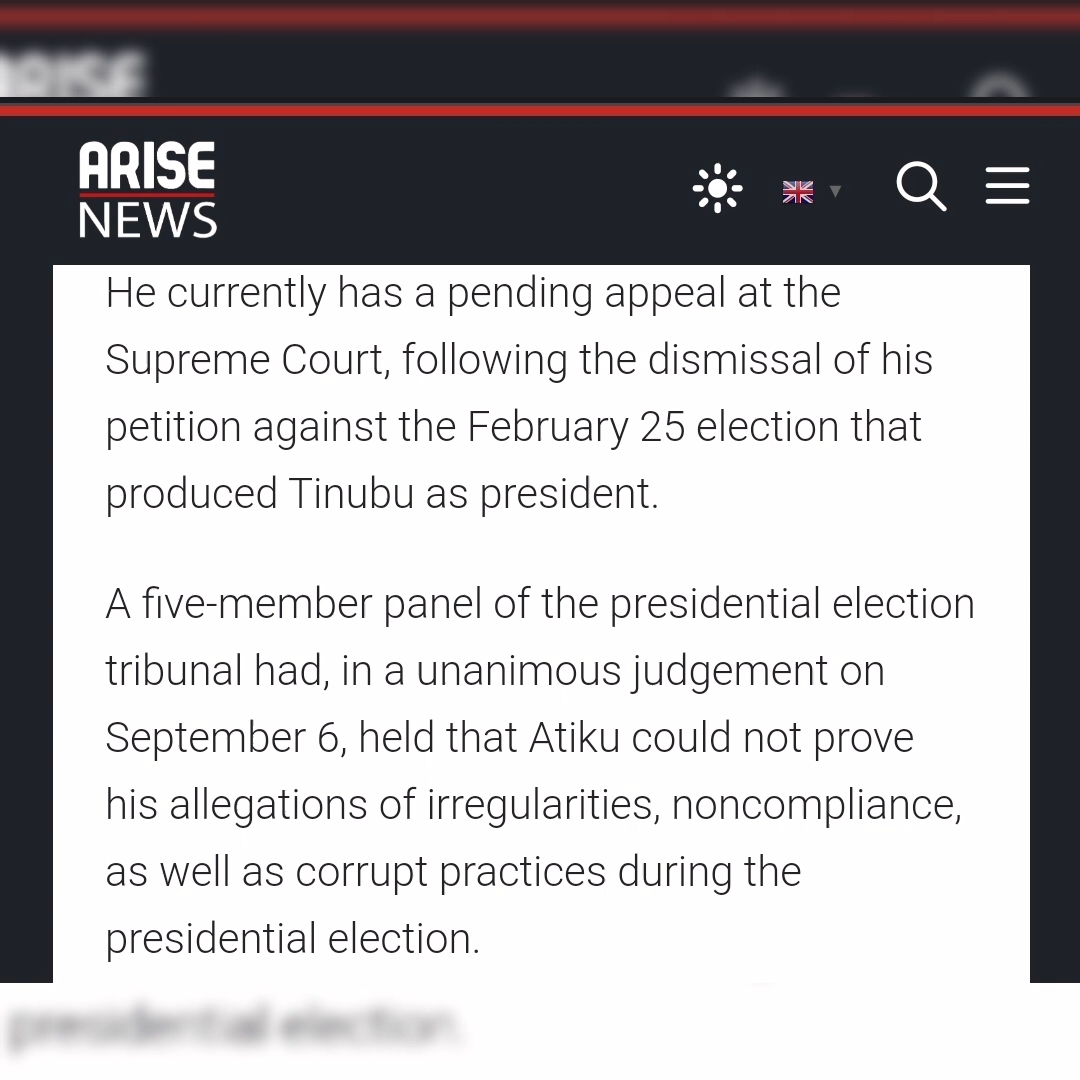 ARISE
ARISE
NEWS
He currently has a pending appeal at the
Supreme Court, following the dismissal of his
petition against the February 25 election that
produced Tinubu as president.
A five-member panel of the presidential election
tribunal had, in a unanimous judgement on
September 6, held that Atiku could not prove
his allegations of irregularities, noncompliance,
as well as corrupt practices during the
presidential election.
presidential election.